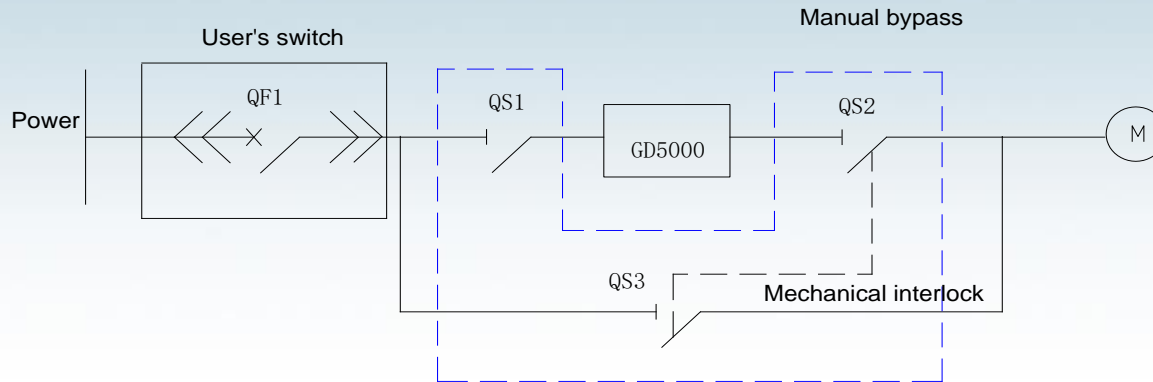 Manual bypass
User's switch
QF1
QS1
QS2
Power
GD5000
M
QS3
Mechanical interlock